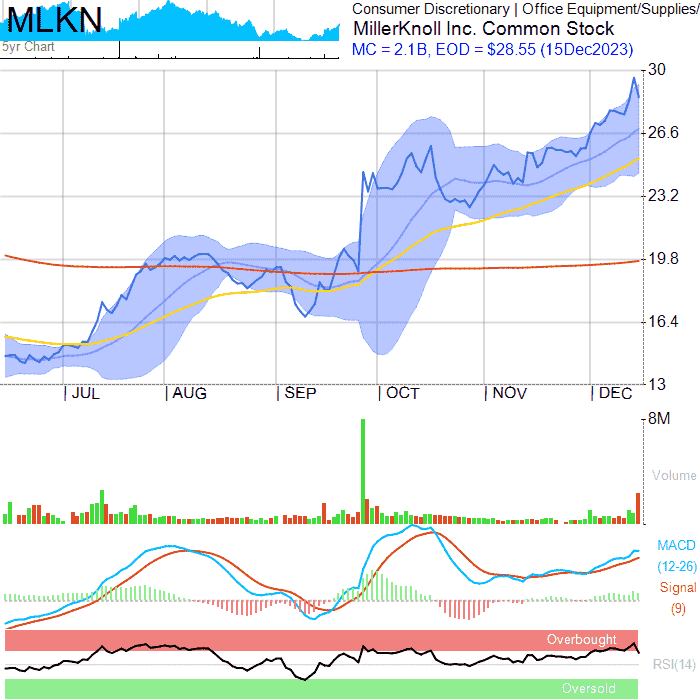 MLKN
5yr Chart
Consumer Discretionary | Office Equipment/Supplies/
MillerKnoll Inc. Common Stock
MC = 2.1B, EOD = $28.55 (15Dec2023)
30
26.6
23.2
19.8
16.4
13
JUL AUG SEP OCT NOV DEC
8M
Volume
MACD
(12-26)
Signal
(9)
Overbought
RSI(14)
Oversold